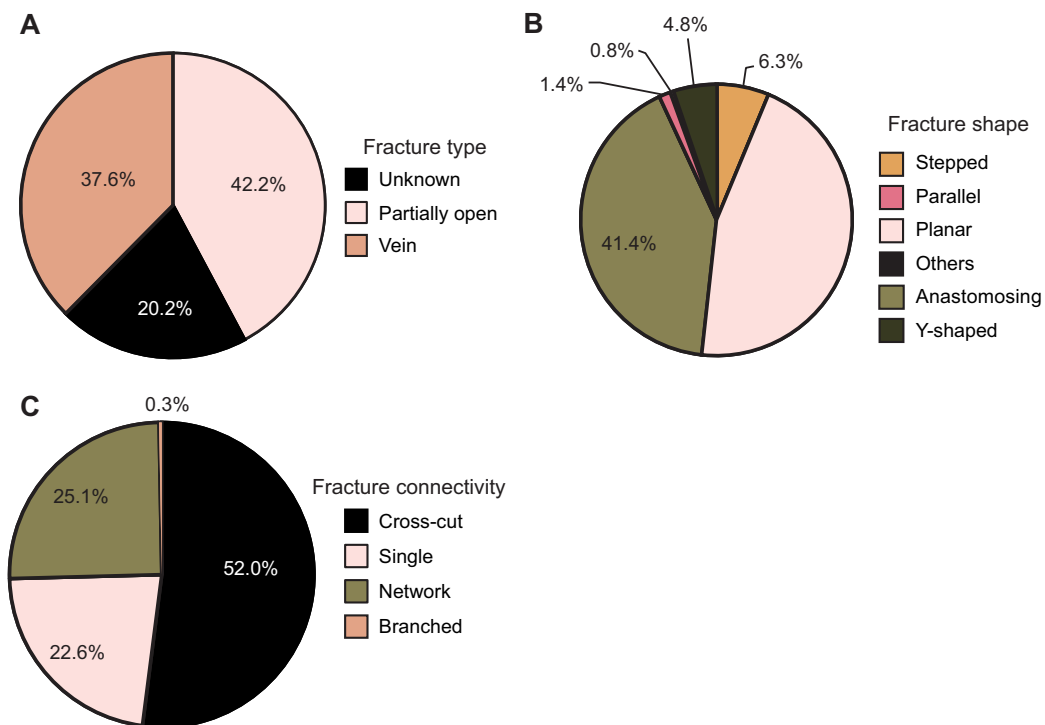 A
37.6%
42.2%
20.2%
Fracture type
Unknown
Partially open
Vein
B
4.8%
0.8%
6.3%
1.4%
41.4%
Fracture shape
Stepped
Parallel
Planar
Others
Anastomosing
Y-shaped
C
0.3%
25.1%
52.0%
22.6%
Fracture connectivity
Cross-cut
Single
Network
Branched